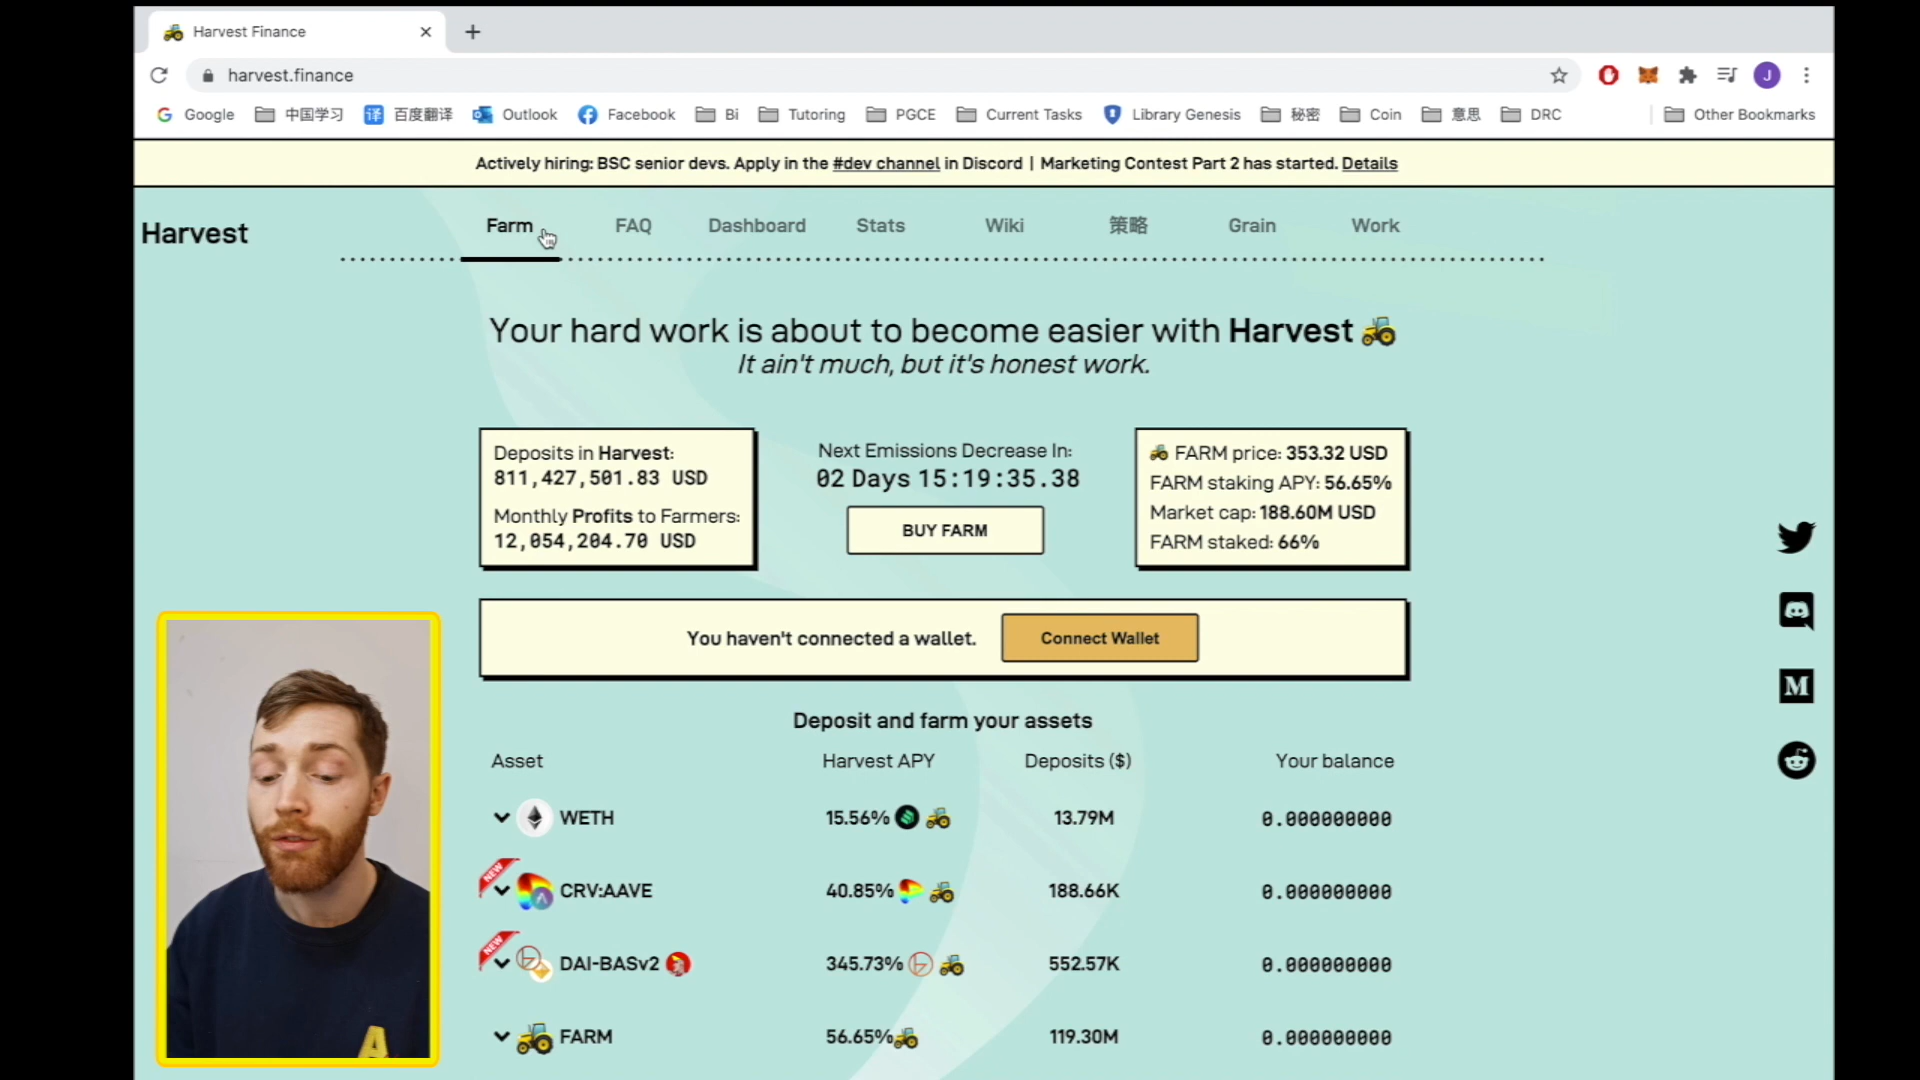 Harvest Finance
harvest.finance
J
Google 中国学习 百度翻译 Outlook Facebook Bi Tutoring PGCE Current Tasks Library Genesis 秘密 Coin 意思 DRC Other Bookmarks
Actively hiring: BSC senior devs. Apply in the #dev channel in Discord | Marketing Contest Part 2 has started. Details
Harvest
Farm FAQ Dashboard Stats Wiki 策略 Grain Work
Your hard work is about to become easier with Harvest
It ain't much, but it's honest work.
Deposits in Harvest:
811,427,501.83 USD
Monthly Profits to Farmers:
12,054,204.70 USD
Next Emissions Decrease In:
02 Days 15:19:35.38
BUY FARM
FARM price: 353.32 USD
FARM staking APY: 56.65%
Market cap: 188.60M USD
FARM staked: 66%
You haven't connected a wallet. Connect Wallet
Deposit and farm your assets
Asset Harvest APY Deposits ($) Your balance
WETH 15.56% 13.79M 0.000000000
NEW CRV:AAVE 40.85% 188.66K 0.000000000
NEW DAI-BASv2 345.73% 552.57K 0.000000000
FARM 56.65% 119.30M 0.000000000
M
A